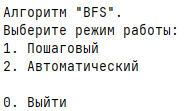 Алгоритм "BFS".
Выберите режим работы:
1. Пошаговый
2. Автоматический
0. Выйти